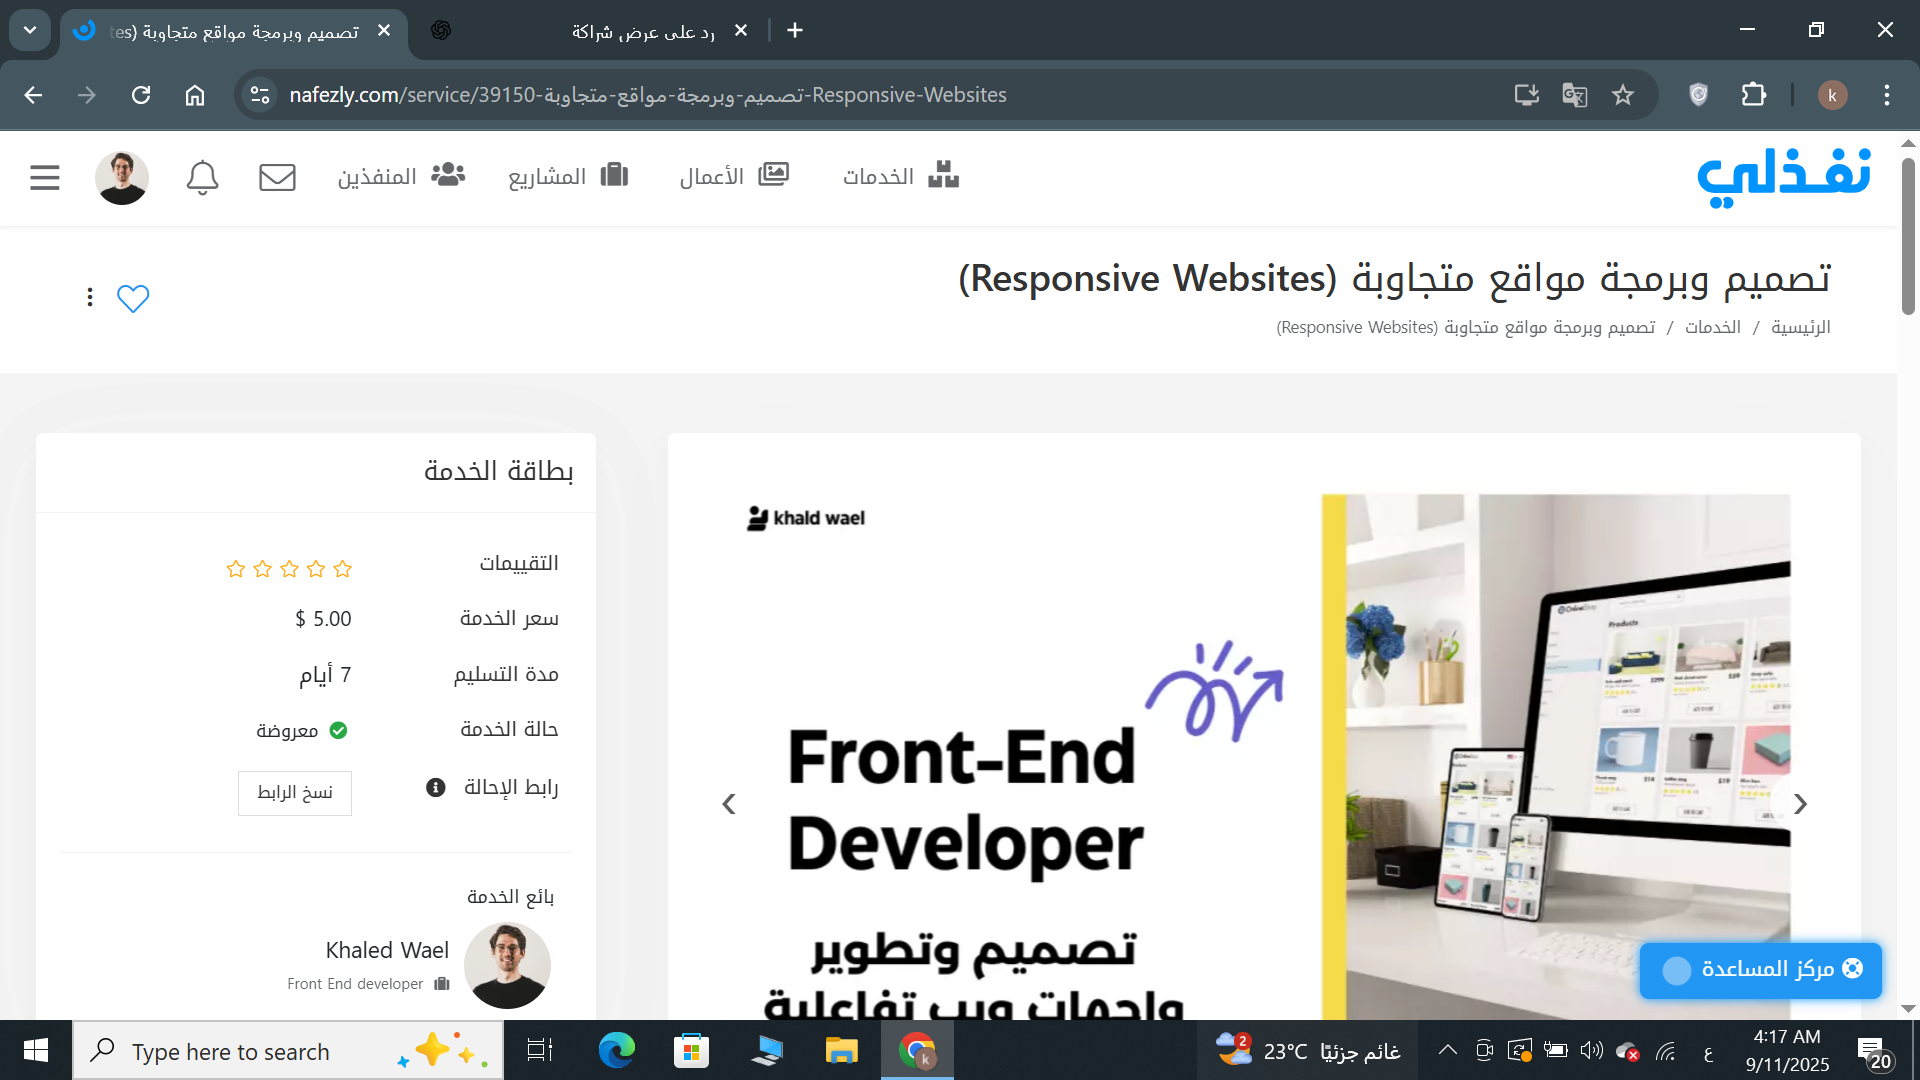 تصميم وبرمجة مواقع متجاوبة (tes
رد على عرض شراكة
nafezly.com/service/39150-تصميم-وبرمجة-مواقع-متجاوبة-Responsive-Websites
k
نفذلي
الخدمات
الأعمال
المشاريع
المنفذين
تصميم وبرمجة مواقع متجاوبة (Responsive Websites)
الرئيسية / الخدمات / تصميم وبرمجة مواقع متجاوبة (Responsive Websites)
khald wael
Front-End
Developer
تصميم وتطوير
واجهات ويب تفاعلية
Products
بطاقة الخدمة
التقييمات
سعر الخدمة
5.00 $
مدة التسليم
7 أيام
حالة الخدمة
معروضة
رابط الإحالة
نسخ الرابط
بائع الخدمة
Khaled Wael
Front End developer
مركز المساعدة
Type here to search
k
2
23°C غائم جزئيًا
ع
4:17 AM
9/11/2025
20